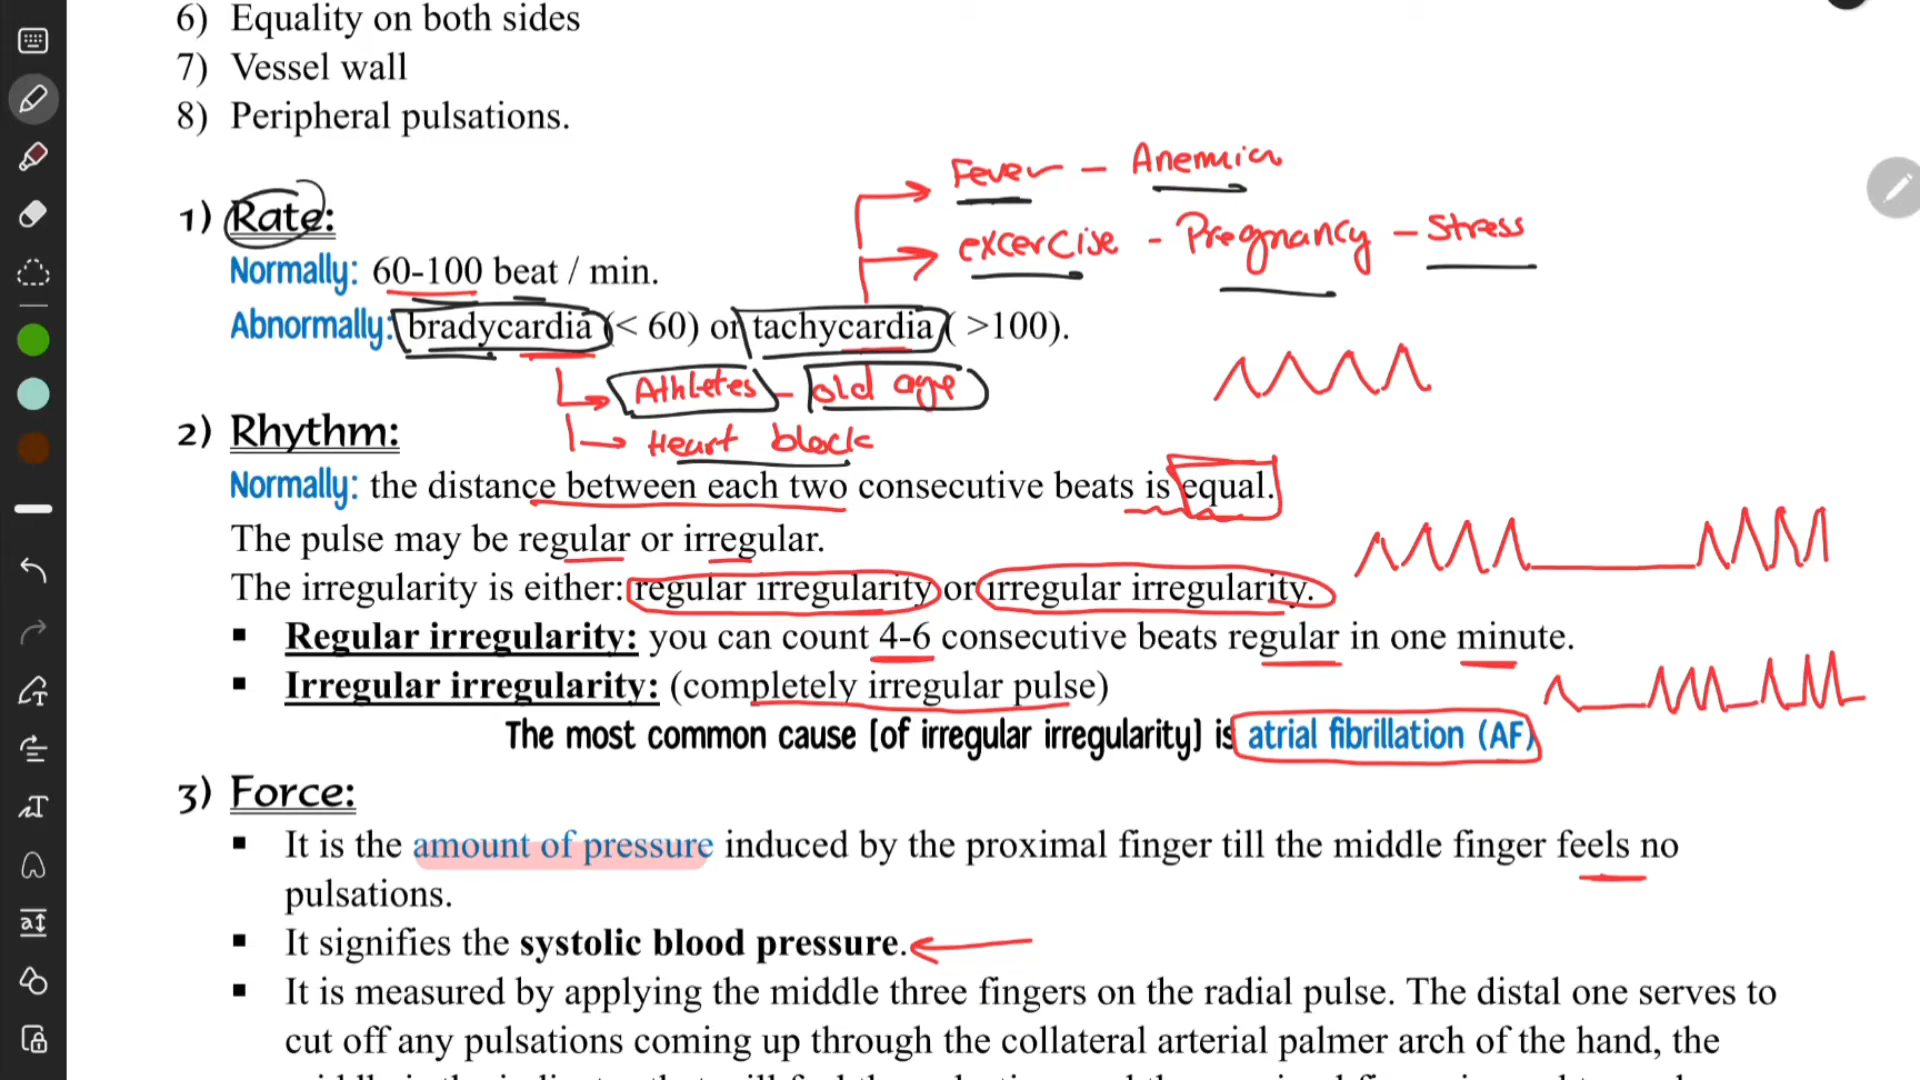 6) Equality on both sides
7) Vessel wall
8) Peripheral pulsations.
Fever - Anemia
1) Rate:
excercise - Pregnancy - Stress
Normally: 60-100 beat / min.
Abnormally: bradycardia (< 60) or tachycardia ( >100).
Athletes - old age
2) Rhythm:
Heart block
Normally: the distance between each two consecutive beats is equal.
The pulse may be regular or irregular.
The irregularity is either: regular irregularity or irregular irregularity.
▪ Regular irregularity: you can count 4-6 consecutive beats regular in one minute.
▪ Irregular irregularity: (completely irregular pulse)
The most common cause (of irregular irregularity) is atrial fibrillation (AF)
3) Force:
▪ It is the amount of pressure induced by the proximal finger till the middle finger feels no
pulsations.
▪ It signifies the systolic blood pressure.
▪ It is measured by applying the middle three fingers on the radial pulse. The distal one serves to
cut off any pulsations coming up through the collateral arterial palmer arch of the hand, the